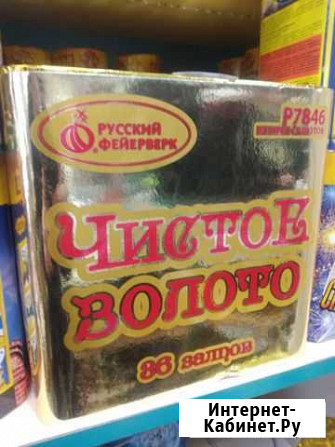 РУССКИЙ
ФЕЙЕРВЕРК
Р7846
ЧИСТОЕ
ЗОЛОТО
36 залпов
Интернет-
Кабинет.Ру